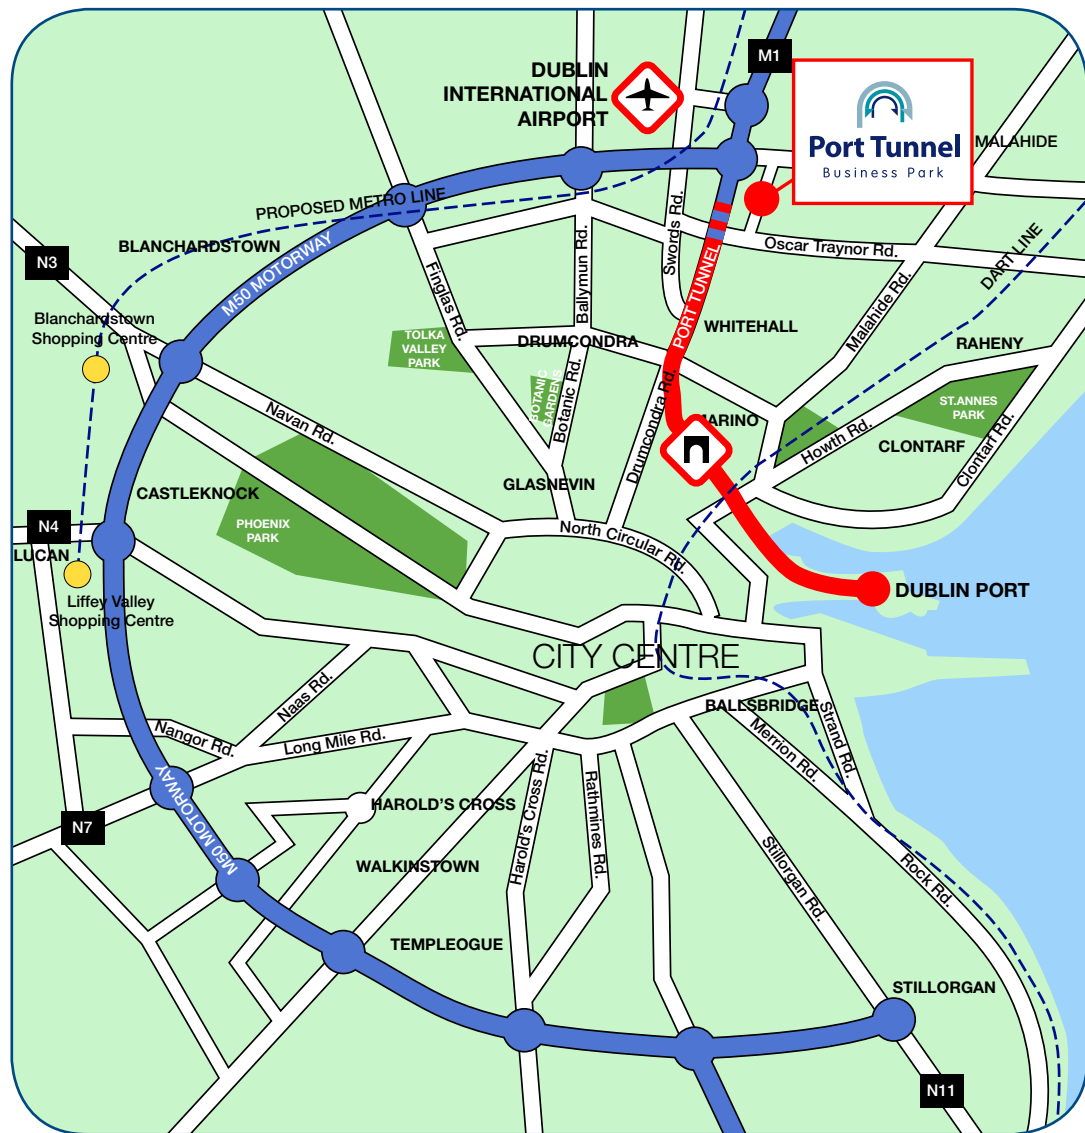 M1
DUBLIN
INTERNATIONAL
AIRPORT
Port Tunnel
Business Park
MALAHIDE
PROPOSED METRO LINE
BLANCHARDSTOWN
M50 MOTORWAY
N3
Swords Rd.
Oscar Traynor Rd.
DART LINE
Ballymun Rd.
Finglas Rd.
PORT TUNNEL
Malahide Rd.
Blanchardstown
Shopping Centre
TOLKA
VALLEY
PARK
DRUMCONDRA
WHITEHALL
RAHENY
BOTANIC
GARDENS
Botanic Rd.
Drumcondra Rd.
ST.ANNES
PARK
Navan Rd.
MARINO
Howth Rd.
CLONTARF
Clontarf Rd.
CASTLEKNOCK
GLASNEVIN
N4
LUCAN
PHOENIX
PARK
North Circular Rd.
Liffey Valley
Shopping Centre
DUBLIN PORT
CITY CENTRE
Naas Rd.
BALLSBRIDGE
Strand Rd.
Nangor Rd.
Long Mile Rd.
Merrion Rd.
M50 MOTORWAY
HAROLD'S CROSS
Harold's Cross Rd.
Rathmines Rd.
N7
WALKINSTOWN
Stillorgan Rd.
Rock Rd.
TEMPLEOGUE
STILLORGAN
N11